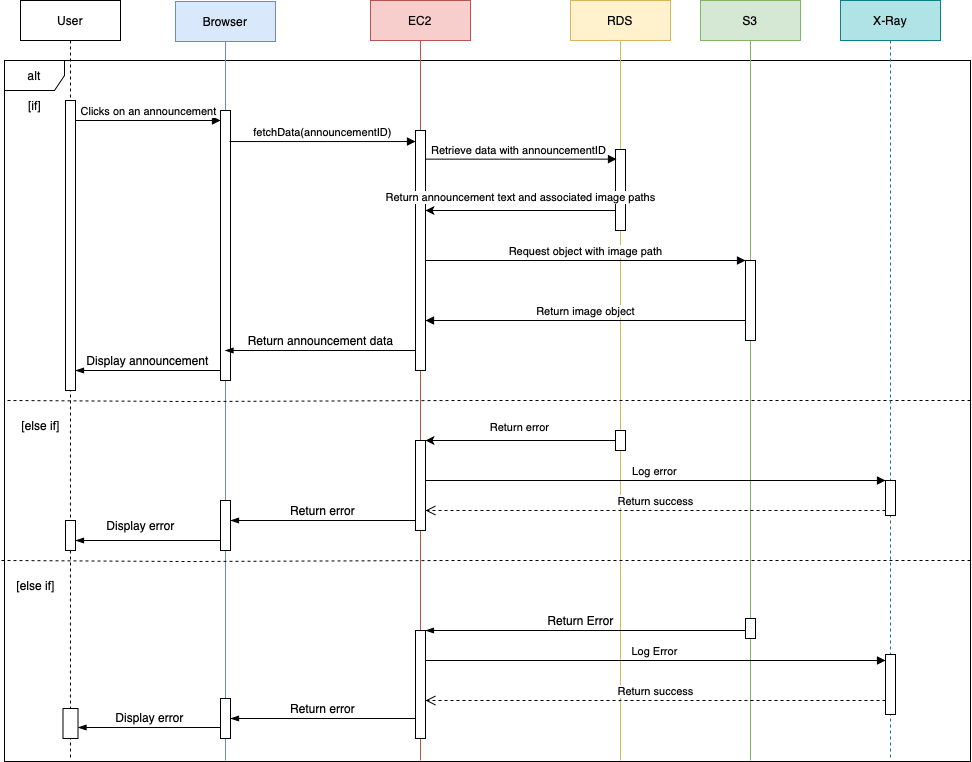 User
Browser
EC2
RDS
S3
X-Ray
alt
[if]
Clicks on an announcement
fetchData(announcementID)
Retrieve data with announcementID
Return announcement text and associated image paths
Request object with image path
Return image object
Return announcement data
Display announcement
[else if]
Return error
Log error
Return success
Return error
Display error
[else if]
Return Error
Log Error
Return success
Return error
Display error